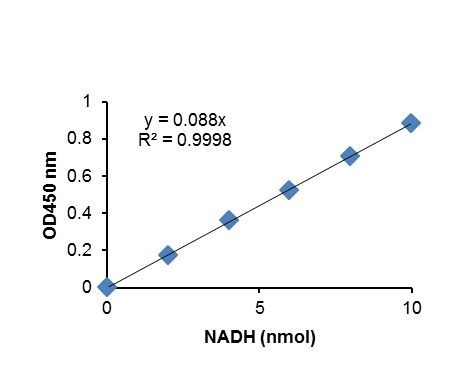 y = 0.088x
R² = 0.9998
1
0.8
0.6
0.4
0.2
0
OD450 nm
0 5 10
NADH (nmol)